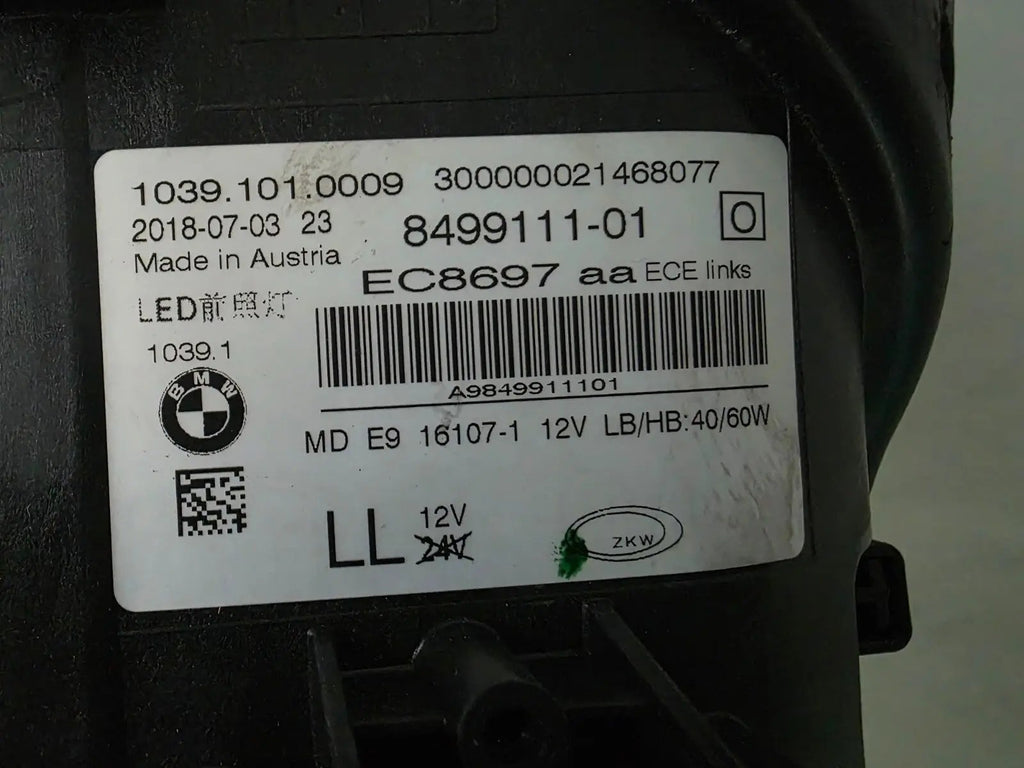 1039.101.0009 300000021468077
2018-07-03 23 8499111-01 O
Made in Austria
EC8697 aa ECE links
LED前照灯
1039.1
BMW
A9849911101
MD E9 16107-1 12V LB/HB:40/60W
LL 12V
24V
ZKW